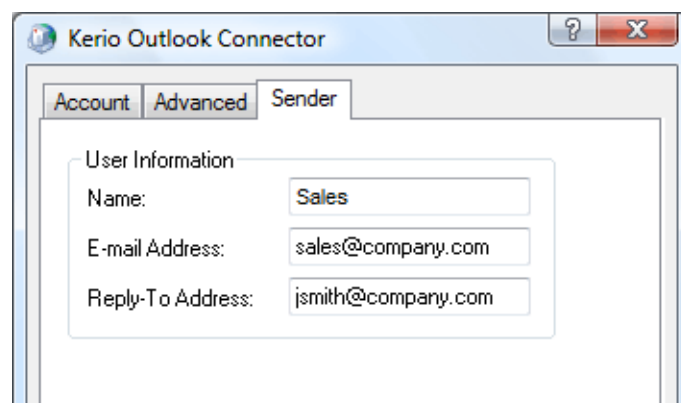 Kerio Outlook Connector
Account Advanced Sender
User Information
Name: Sales
E-mail Address: sales@company.com
Reply-To Address: jsmith@company.com